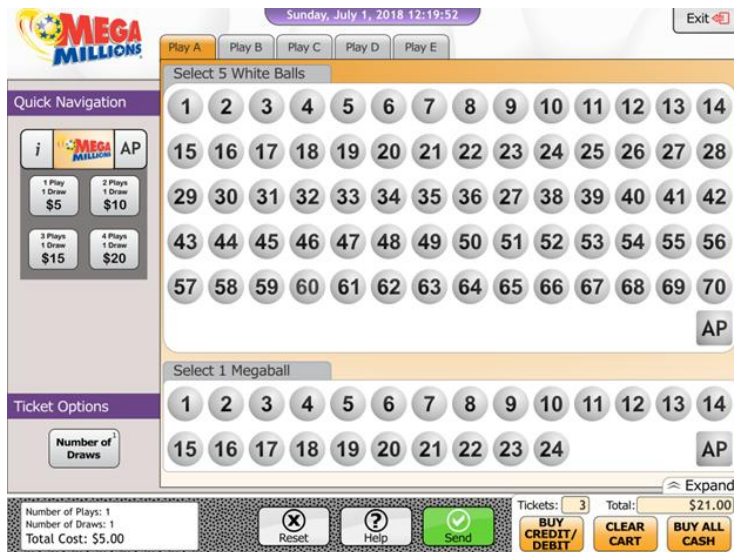 Sunday, July 1, 2018 12:19:52
Exit
MEGA
MILLIONS
Play A Play B Play C Play D Play E
Select 5 White Balls
Quick Navigation
1 2 3 4 5 6 7 8 9 10 11 12 13 14
i MEGA MILLIONS AP
15 16 17 18 19 20 21 22 23 24 25 26 27 28
1 Play 2 Plays
1 Draw 1 Draw
$5 $10
29 30 31 32 33 34 35 36 27 38 39 40 41 42
3 Plays 4 Plays
1 Draw 1 Draw
$15 $20
43 44 45 46 47 48 49 50 51 52 53 54 55 56
57 58 59 60 61 62 63 64 65 66 67 68 69 70
AP
Select 1 Megaball
Ticket Options
1 2 3 4 5 6 7 8 9 10 11 12 13 14
Number of 1
Draws
15 16 17 18 19 20 21 22 23 24 AP
Expand
Number of Plays: 1
Number of Draws: 1
Total Cost: $5.00
Reset
Help
Send
Tickets: 3 Total: $21.00
BUY
CREDIT/
DEBIT
CLEAR
CART
BUY ALL
CASH